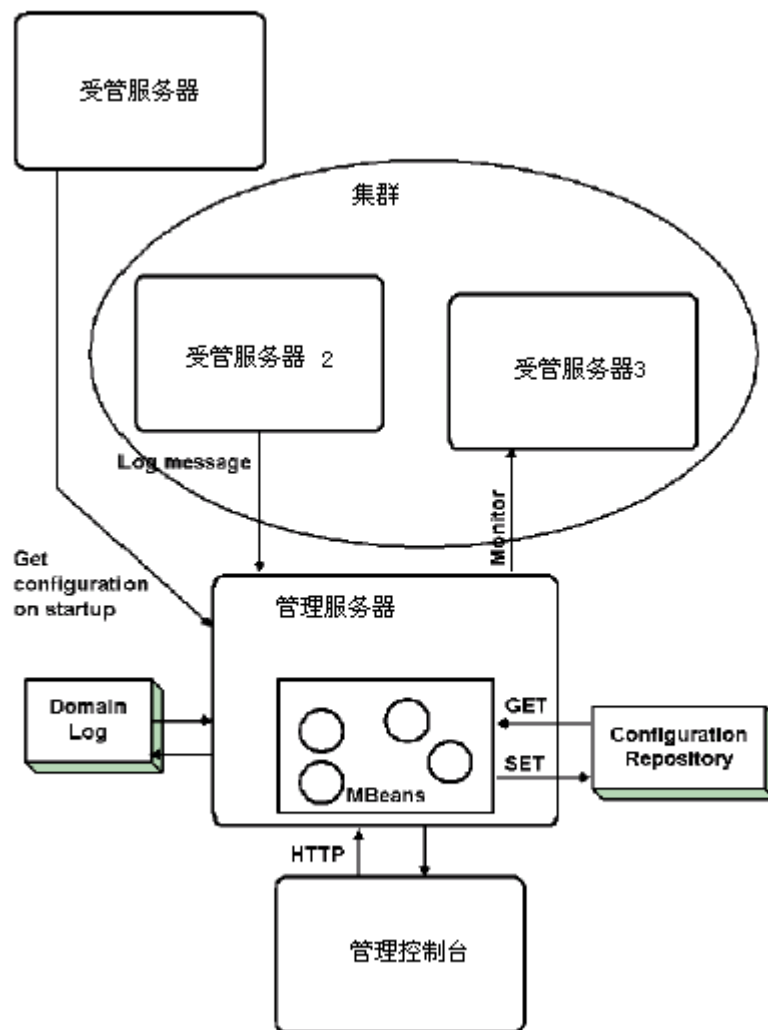 受管服务器
集群
受管服务器 2
受管服务器3
Log message
Monitor
Get
configuration
on startup
管理服务器
Domain
Log
GET
SET
Configuration
Repository
MBeans
HTTP
管理控制台